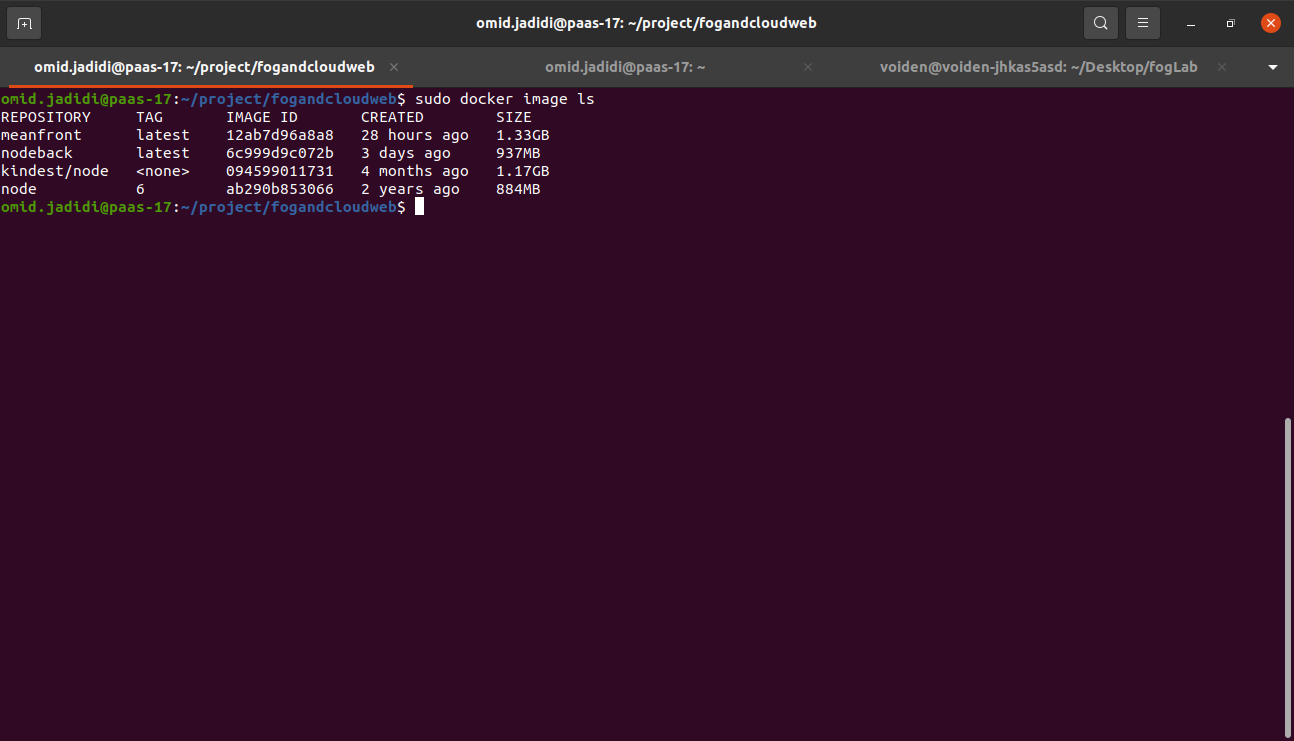 omid.jadidi@paas-17: ~/project/fogandcloudweb
omid.jadidi@paas-17: ~/project/fogandcloudweb × omid.jadidi@paas-17: ~ × voiden@voiden-jhkas5asd: ~/Desktop/fogLab ×
omid.jadidi@paas-17:~/project/fogandcloudweb$ sudo docker image ls
REPOSITORY     TAG       IMAGE ID       CREATED        SIZE
meanfront      latest    12ab7d96a8a8   28 hours ago   1.33GB
nodeback       latest    6c999d9c072b   3 days ago     937MB
kindest/node   <none>    094599011731   4 months ago   1.17GB
node           6         ab290b853066   2 years ago    884MB
omid.jadidi@paas-17:~/project/fogandcloudweb$